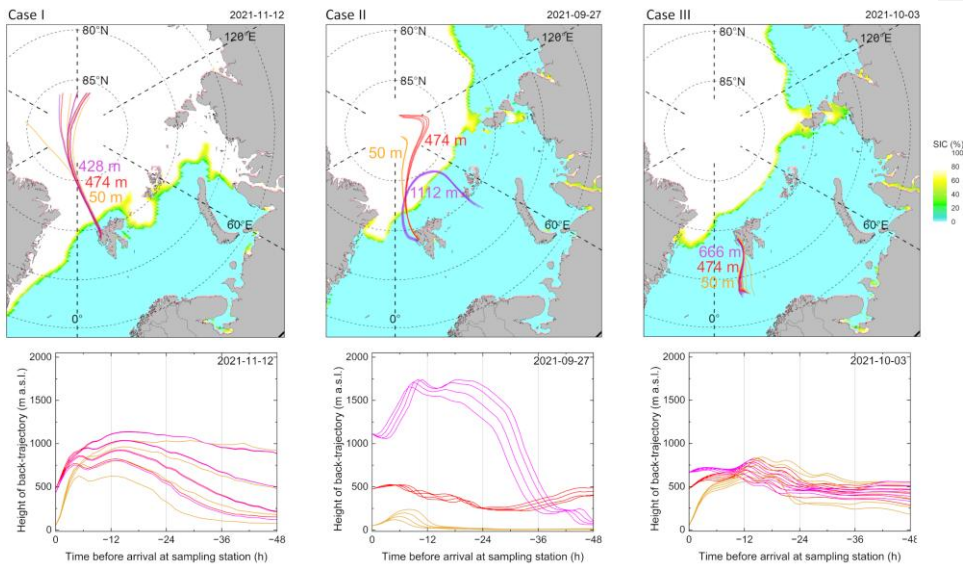 Case I 2021-11-12
120°E
80°N
85°N
428 m
474 m
50 m
60°E
0°
Case II 2021-09-27
120°E
80°N
85°N
50 m
474 m
1112 m
60°E
0°
Case III 2021-10-03
120°E
80°N
85°N
666 m
474 m
50 m
60°E
0°
SIC (%)
100
80
60
40
20
0
2021-11-12
Height of back-trajectory (m a.s.l.)
2000
1500
1000
500
0
0 −12 −24 −36 −48
Time before arrival at sampling station (h)
2021-09-27
Height of back-trajectory (m a.s.l.)
2000
1500
1000
500
0
0 −12 −24 −36 −48
Time before arrival at sampling station (h)
2021-10-03
Height of back-trajectory (m a.s.l.)
2000
1500
1000
500
0
0 −12 −24 −36 −48
Time before arrival at sampling station (h)